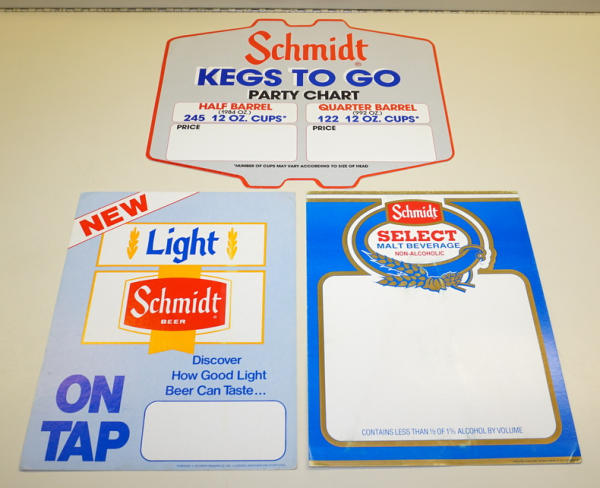 Schmidt
KEGS TO GO
PARTY CHART
HALF BARREL
(1984 OZ.)
245 12 OZ. CUPS*
PRICE
QUARTER BARREL
(992 OZ.)
122 12 OZ. CUPS*
PRICE
*NUMBER OF CUPS MAY VARY ACCORDING TO SIZE OF HEAD
NEW
Light
Schmidt
BEER
Discover
How Good Light
Beer Can Taste...
ON
TAP
Schmidt
SELECT
MALT BEVERAGE
NON-ALCOHOLIC
CONTAINS LESS THAN ½ OF 1% ALCOHOL BY VOLUME